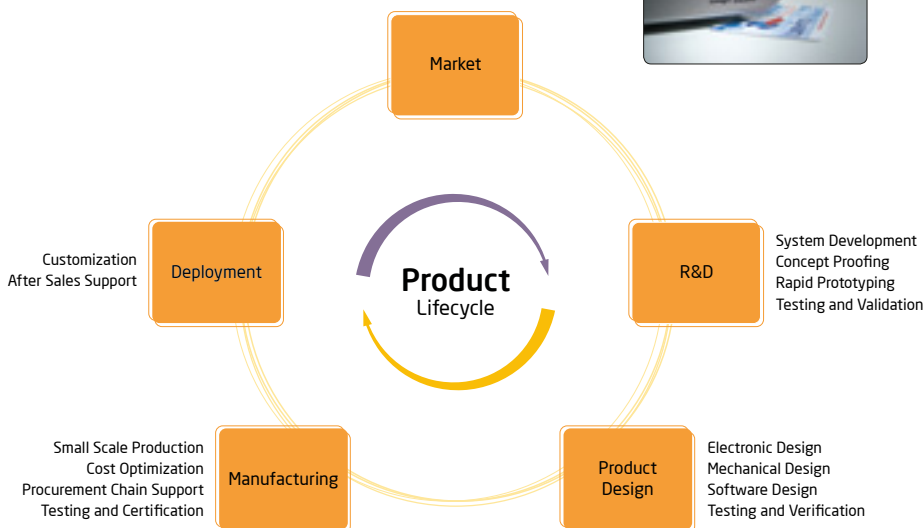 Market
Customization
After Sales Support
Deployment
Product
Lifecycle
R&D
System Development
Concept Proofing
Rapid Prototyping
Testing and Validation
Small Scale Production
Cost Optimization
Procurement Chain Support
Testing and Certification
Manufacturing
Product
Design
Electronic Design
Mechanical Design
Software Design
Testing and Verification